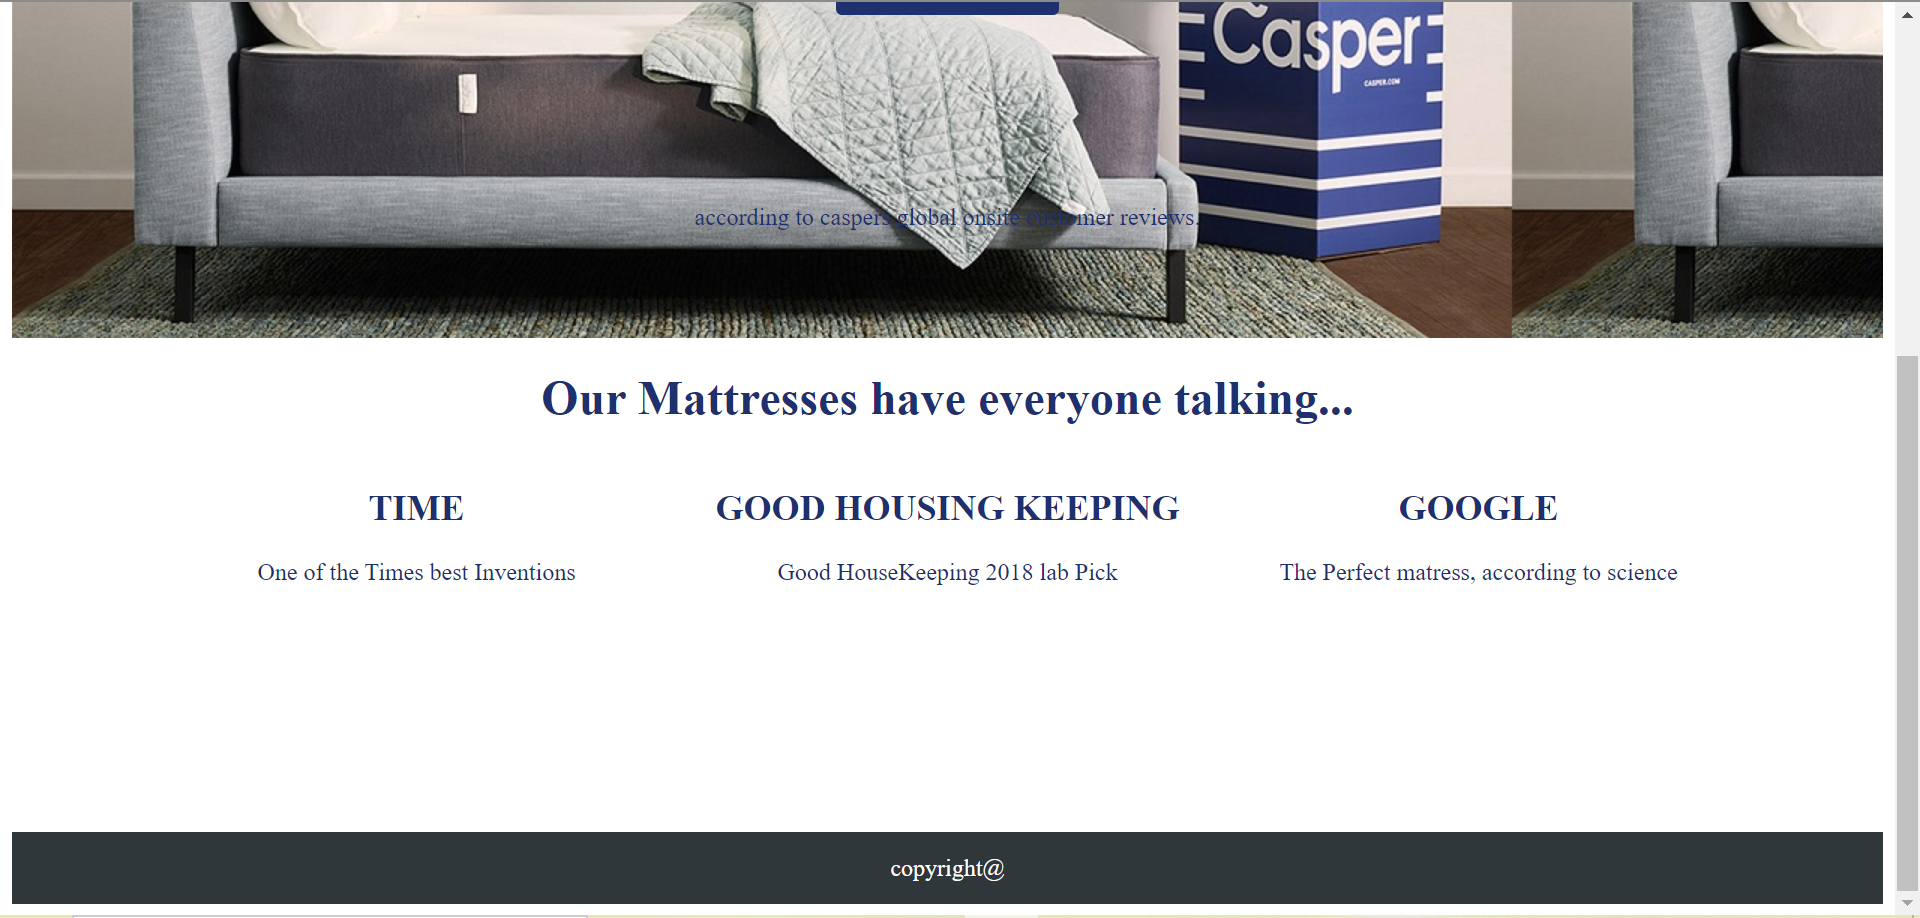 Casper
CASPER.COM
according to caspers global onsite customer reviews.
Our Mattresses have everyone talking...
TIME
GOOD HOUSING KEEPING
GOOGLE
One of the Times best Inventions
Good HouseKeeping 2018 lab Pick
The Perfect matress, according to science
copyright@